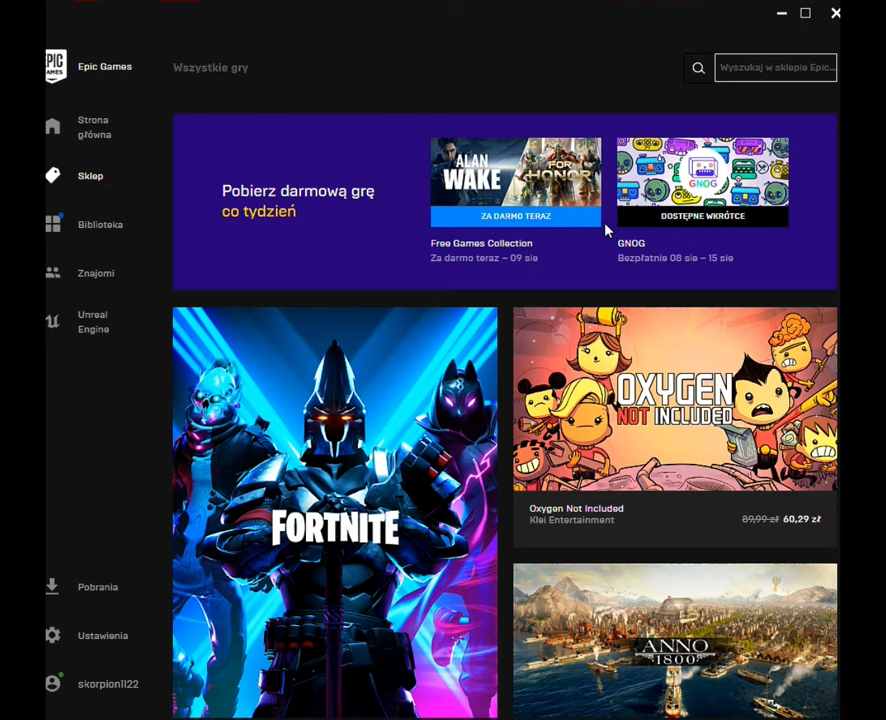 EPIC
GAMES
Epic Games
Wszystkie gry
Wyszukaj w sklepie Epic...
Strona
główna
Sklep
Biblioteka
Znajomi
Unreal
Engine
Pobierz darmową grę
co tydzień
ALAN
WAKE
FOR
HONOR
ZA DARMO TERAZ
Free Games Collection
Za darmo teraz – 09 sie
GNOG
DOSTĘPNE WKRÓTCE
GNOG
Bezpłatnie 08 sie – 15 sie
FORTNITE
OXYGEN
NOT INCLUDED
Oxygen Not Included
Klei Entertainment
89,99 zł 60,29 zł
ANNO
1800
Pobrania
Ustawienia
skorpion1122